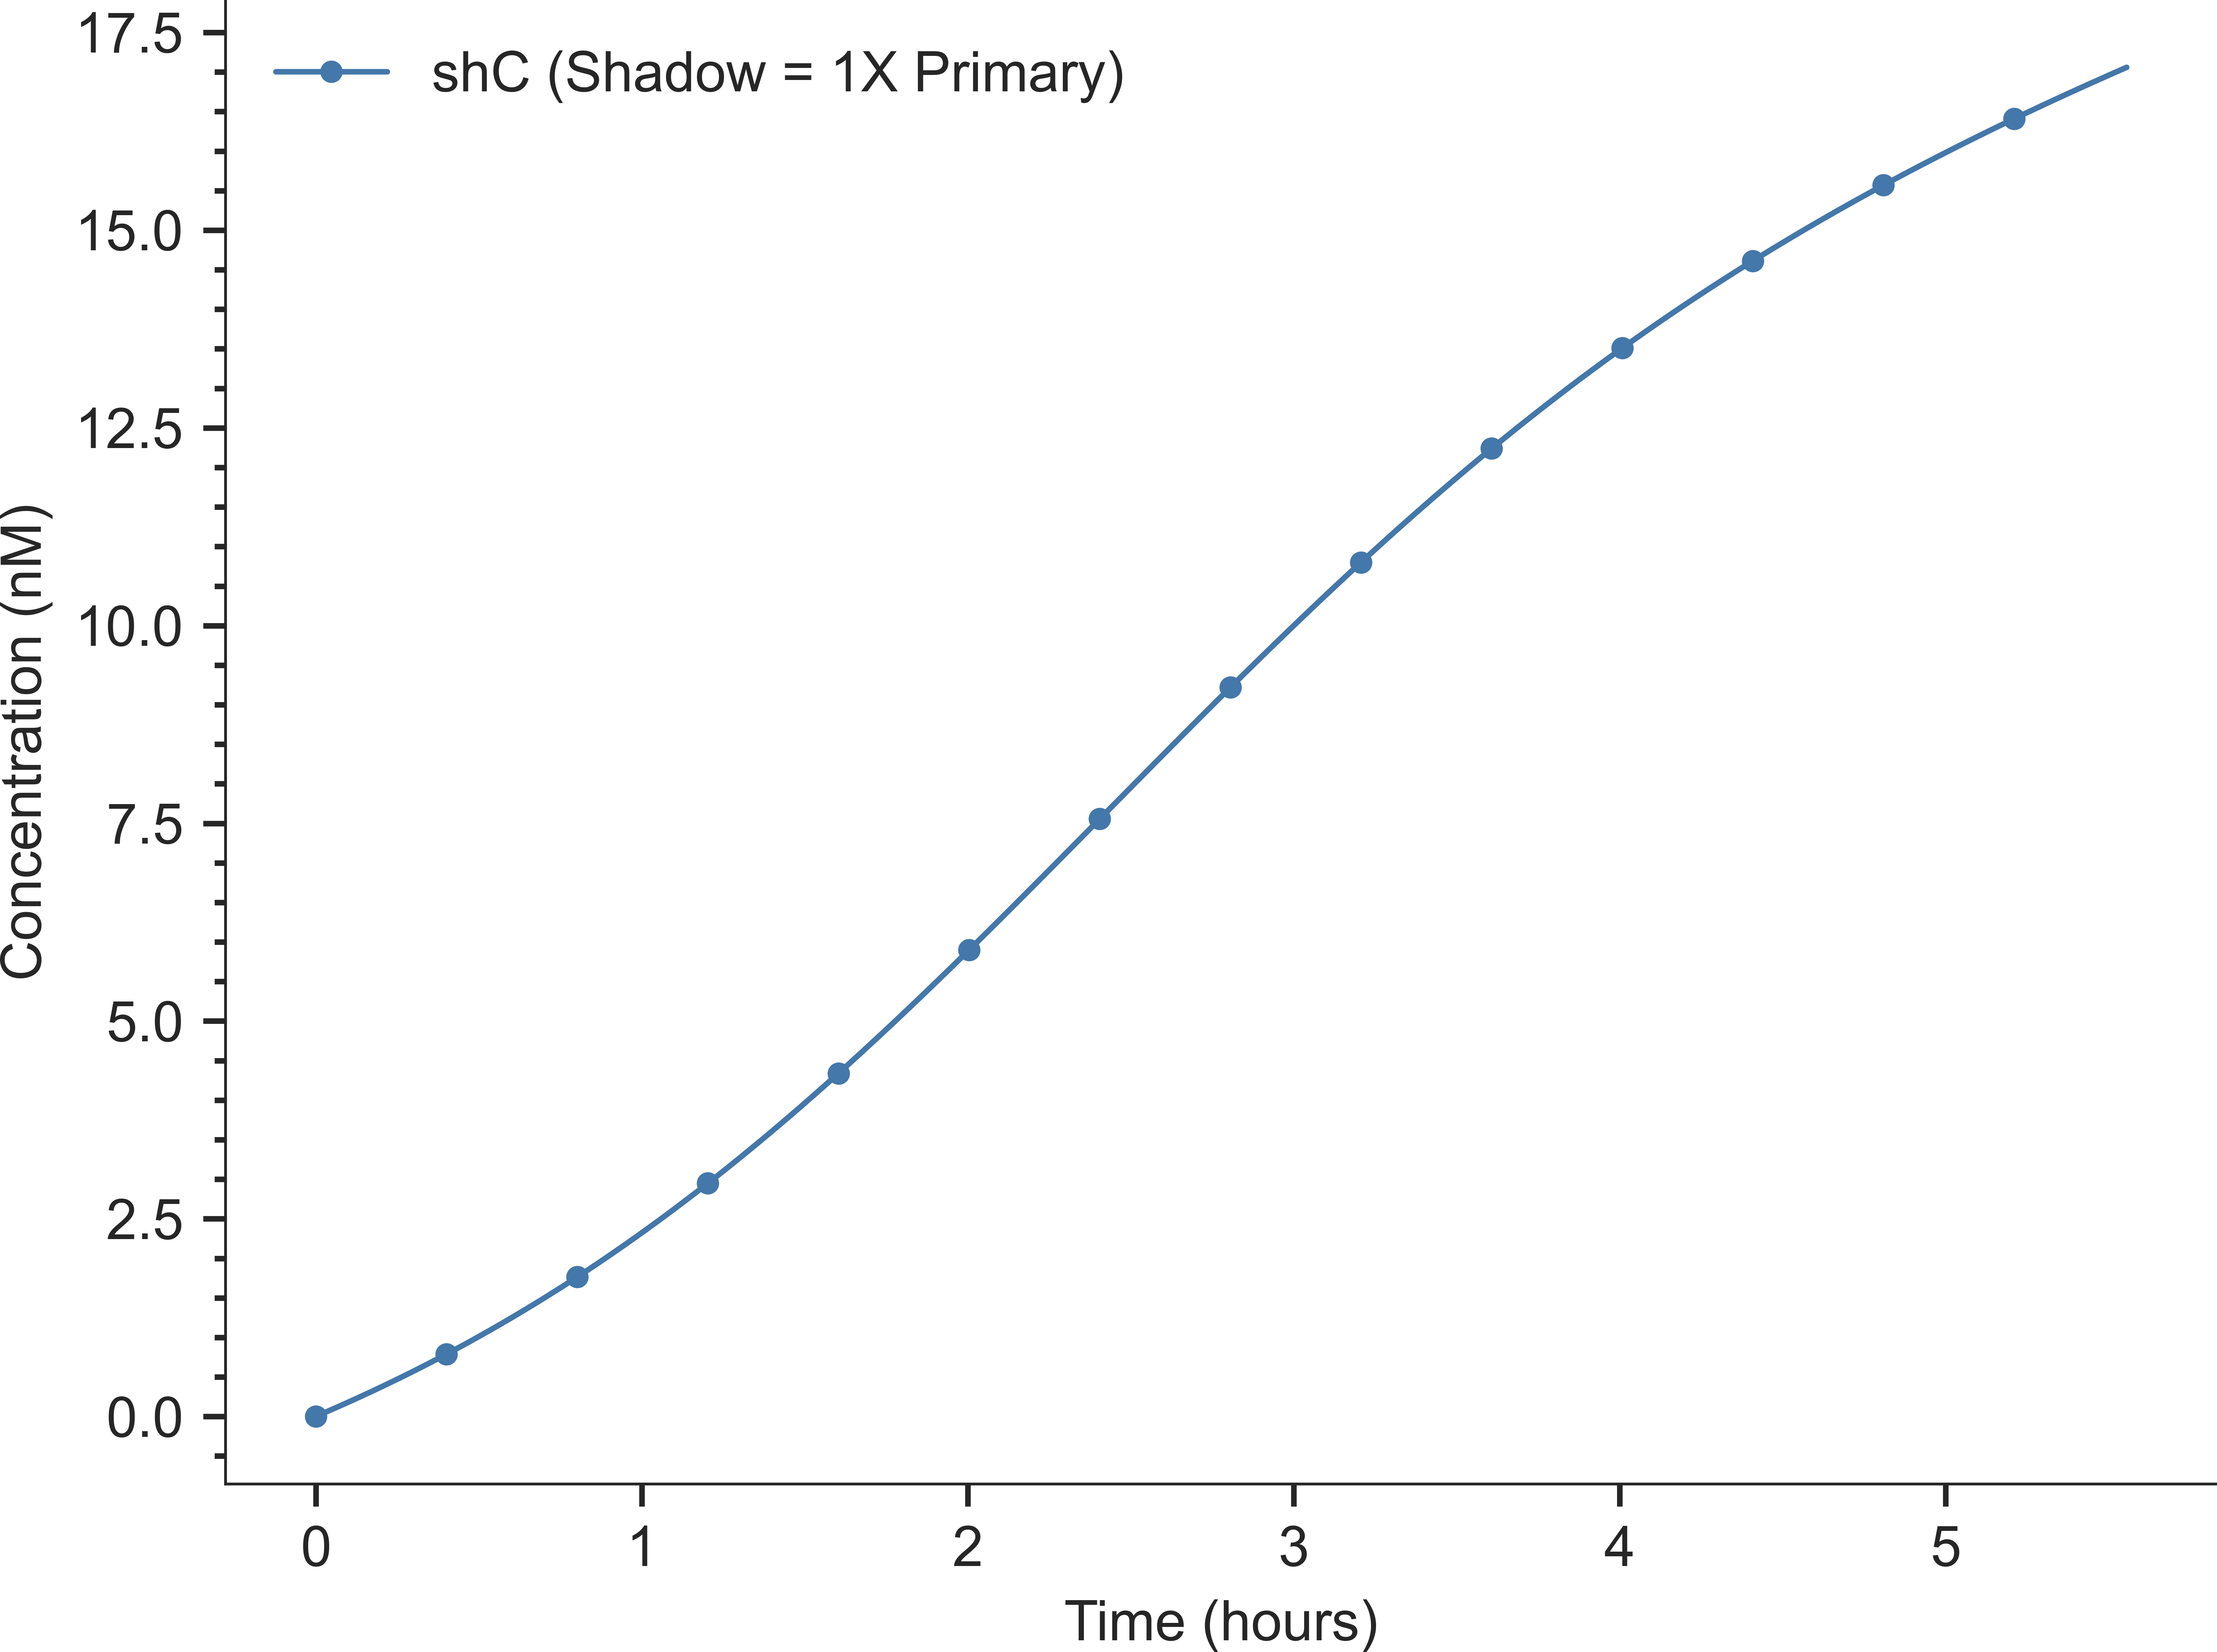 17.5
shC (Shadow = 1X Primary)
15.0
12.5
10.0
7.5
5.0
2.5
0.0
Concentration (nM)
0 1 2 3 4 5
Time (hours)